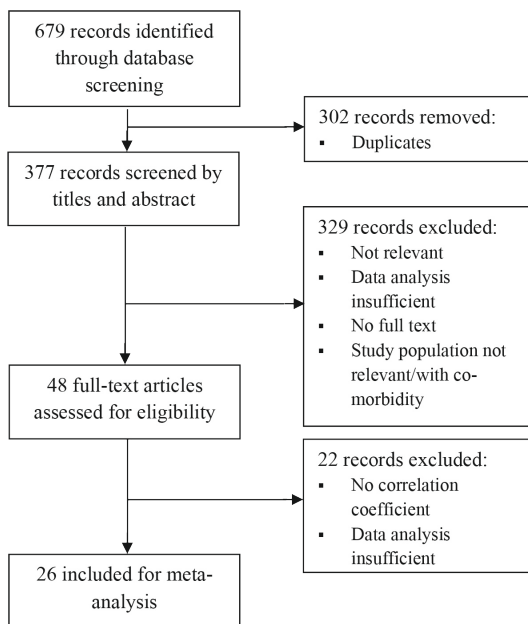 679 records identified
through database
screening
302 records removed:
▪ Duplicates
377 records screened by
titles and abstract
329 records excluded:
▪ Not relevant
▪ Data analysis
insufficient
▪ No full text
▪ Study population not
relevant/with co-
morbidity
48 full-text articles
assessed for eligibility
22 records excluded:
▪ No correlation
coefficient
▪ Data analysis
insufficient
26 included for meta-
analysis